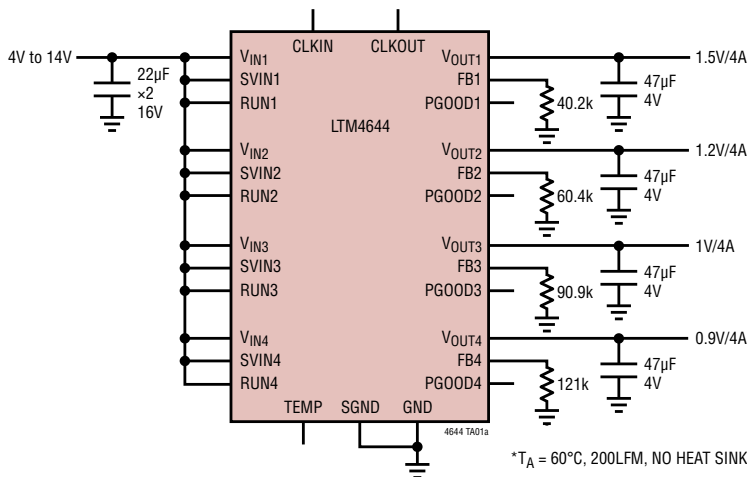 CLKIN CLKOUT
4V to 14V
22µF
×2
16V
VIN1
SVIN1
RUN1
VIN2
SVIN2
RUN2
VIN3
SVIN3
RUN3
VIN4
SVIN4
RUN4
LTM4644
TEMP SGND GND
VOUT1
FB1
PGOOD1
VOUT2
FB2
PGOOD2
VOUT3
FB3
PGOOD3
VOUT4
FB4
PGOOD4
40.2k
47µF
4V
1.5V/4A
60.4k
47µF
4V
1.2V/4A
90.9k
47µF
4V
1V/4A
121k
47µF
4V
0.9V/4A
4644 TA01a
*TA = 60°C, 200LFM, NO HEAT SINK